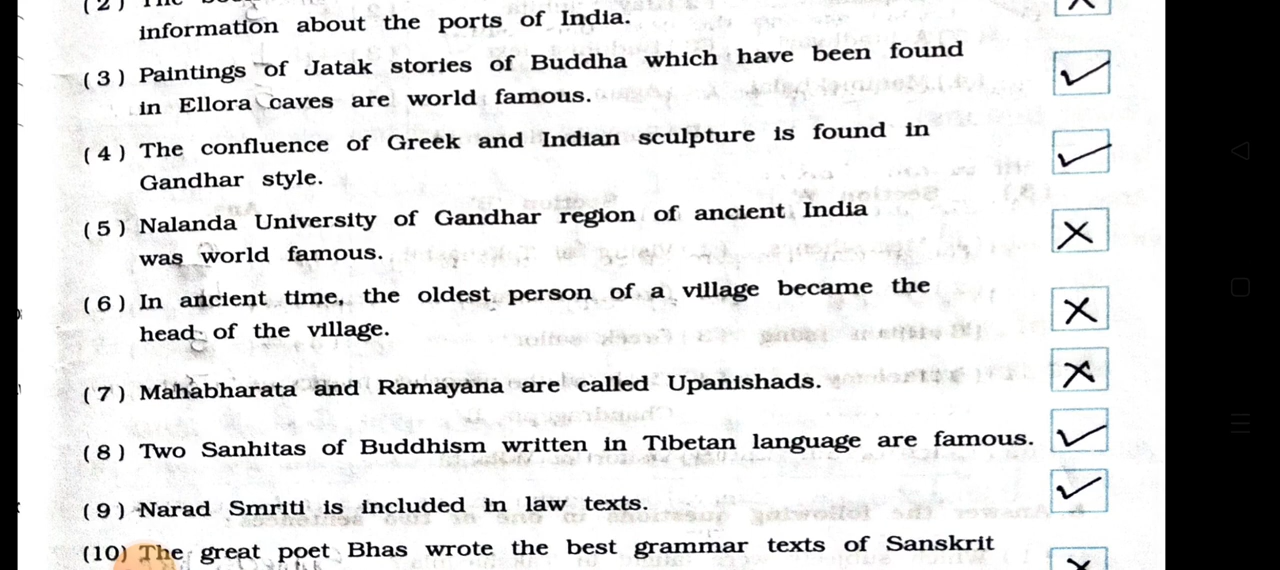 (2) The
information about the ports of India.
(3) Paintings of Jatak stories of Buddha which have been found
in Ellora caves are world famous.
(4) The confluence of Greek and Indian sculpture is found in
Gandhar style.
(5) Nalanda University of Gandhar region of ancient India
was world famous.
(6) In ancient time, the oldest person of a village became the
head of the village.
(7) Mahabharata and Ramayana are called Upanishads.
(8) Two Sanhitas of Buddhism written in Tibetan language are famous.
(9) Narad Smriti is included in law texts.
(10) The great poet Bhas wrote the best grammar texts of Sanskrit